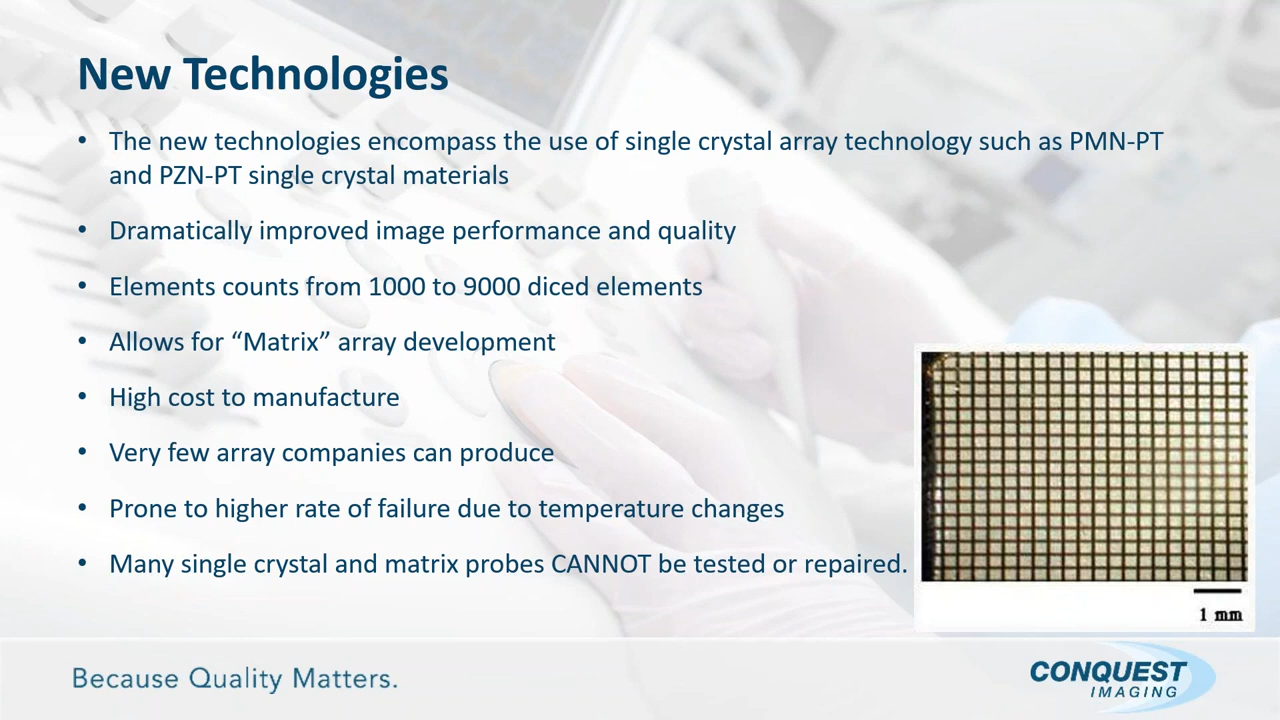 New Technologies
• The new technologies encompass the use of single crystal array technology such as PMN-PT
and PZN-PT single crystal materials
• Dramatically improved image performance and quality
• Elements counts from 1000 to 9000 diced elements
• Allows for “Matrix” array development
• High cost to manufacture
• Very few array companies can produce
• Prone to higher rate of failure due to temperature changes
• Many single crystal and matrix probes CANNOT be tested or repaired.
1 mm
Because Quality Matters.
CONQUEST
IMAGING